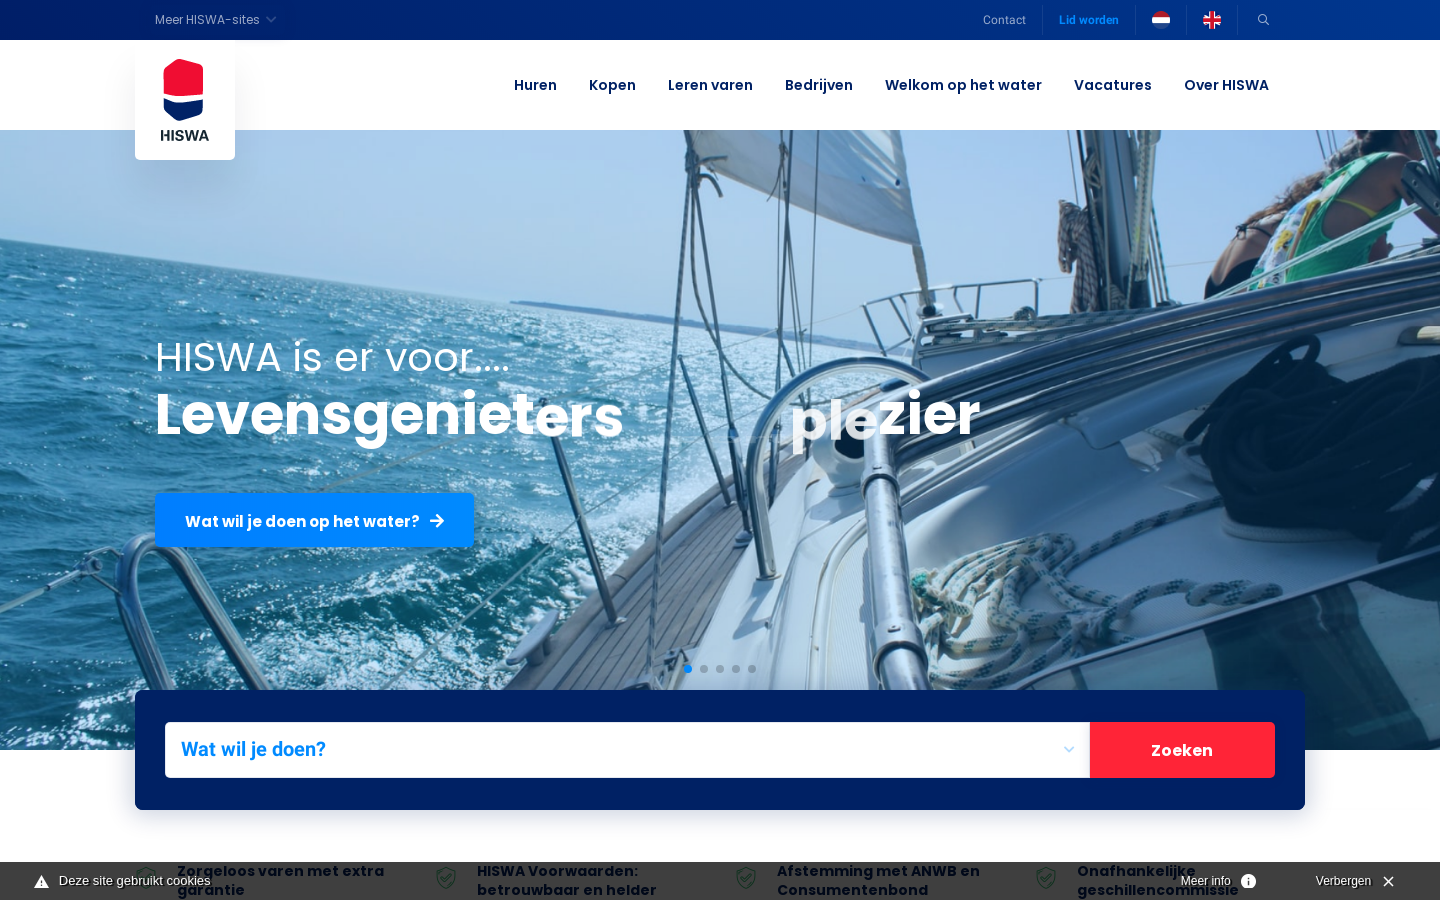 Meer HISWA-sites
Contact
Lid worden
HISWA
Huren
Kopen
Leren varen
Bedrijven
Welkom op het water
Vacatures
Over HISWA
HISWA is er voor....
Levensgenieters
plezier
Wat wil je doen op het water?
Wat wil je doen?
Zoeken
Zorgeloos varen met extra
garantie
HISWA Voorwaarden:
betrouwbaar en helder
Afstemming met ANWB en
Consumentenbond
Onafhankelijke
geschillencommissie
Deze site gebruikt cookies
Meer info
Verbergen